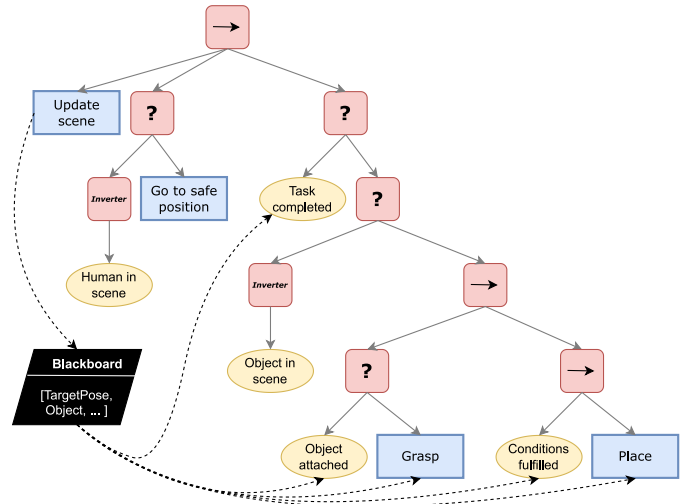 Update
scene
?
?
Inverter
Go to safe
position
Task
completed
?
Human in
scene
Inverter
Blackboard
[TargetPose,
Object, ... ]
Object in
scene
?
Object
attached
Grasp
Conditions
fulfilled
Place